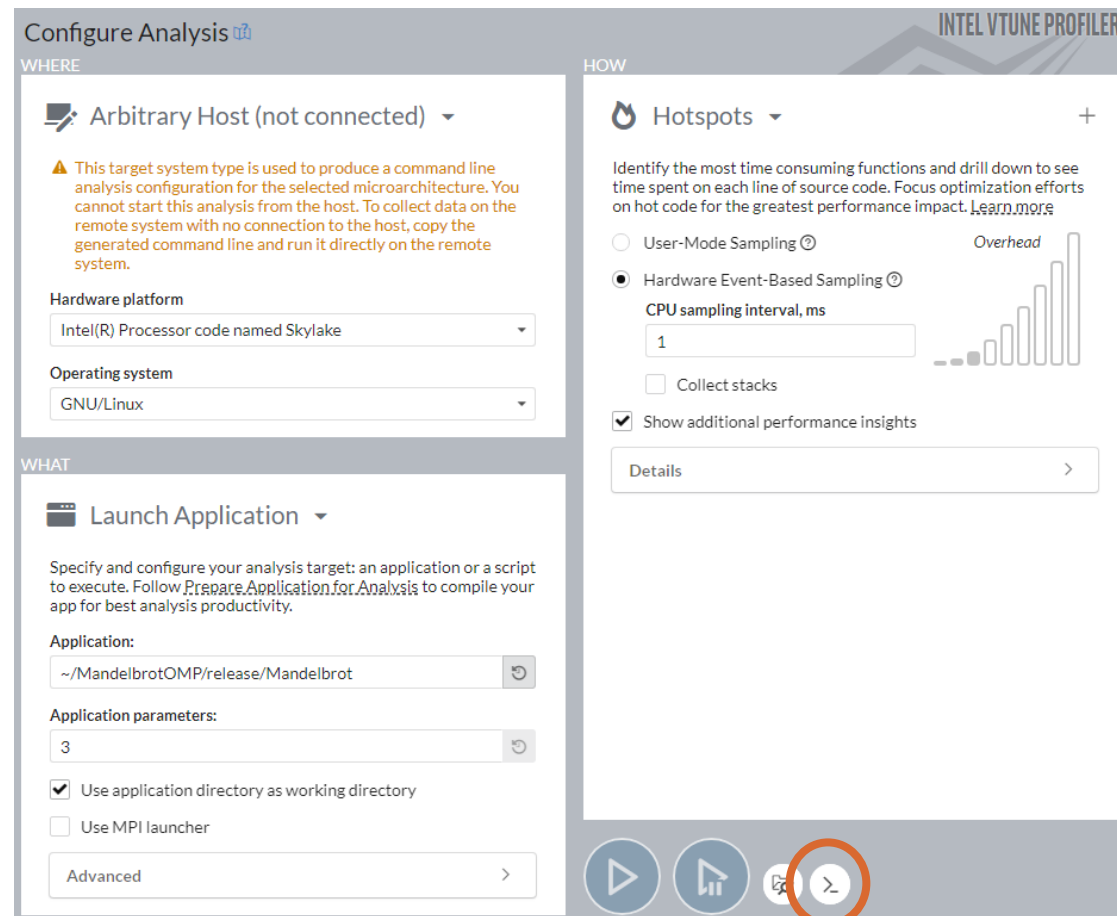 Configure Analysis
INTEL VTUNE PROFILER
WHERE
Arbitrary Host (not connected)
This target system type is used to produce a command line
analysis configuration for the selected microarchitecture. You
cannot start this analysis from the host. To collect data on the
remote system with no connection to the host, copy the
generated command line and run it directly on the remote
system.
Hardware platform
Intel(R) Processor code named Skylake
Operating system
GNU/Linux
WHAT
Launch Application
Specify and configure your analysis target: an application or a script
to execute. Follow Prepare Application for Analysis to compile your
app for best analysis productivity.
Application:
~/MandelbrotOMP/release/Mandelbrot
Application parameters:
3
Use application directory as working directory
Use MPI launcher
Advanced
HOW
Hotspots
Identify the most time consuming functions and drill down to see
time spent on each line of source code. Focus optimization efforts
on hot code for the greatest performance impact. Learn more
User-Mode Sampling
Overhead
Hardware Event-Based Sampling
CPU sampling interval, ms
1
Collect stacks
Show additional performance insights
Details